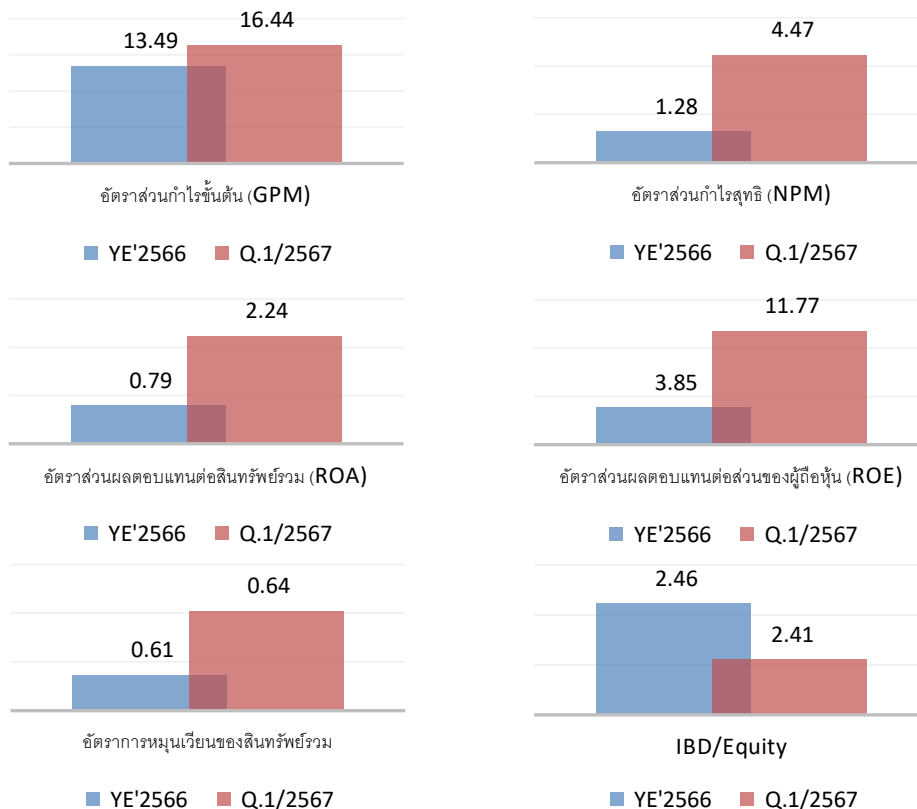 13.49
16.44
อัตราส่วนกำไรขั้นต้น (GPM)
YE'2566 Q.1/2567
1.28
4.47
อัตราส่วนกำไรสุทธิ (NPM)
YE'2566 Q.1/2567
0.79
2.24
อัตราส่วนผลตอบแทนต่อสินทรัพย์รวม (ROA)
YE'2566 Q.1/2567
3.85
11.77
อัตราส่วนผลตอบแทนต่อส่วนของผู้ถือหุ้น (ROE)
YE'2566 Q.1/2567
0.61
0.64
อัตราการหมุนเวียนของสินทรัพย์รวม
YE'2566 Q.1/2567
2.46
2.41
IBD/Equity
YE'2566 Q.1/2567